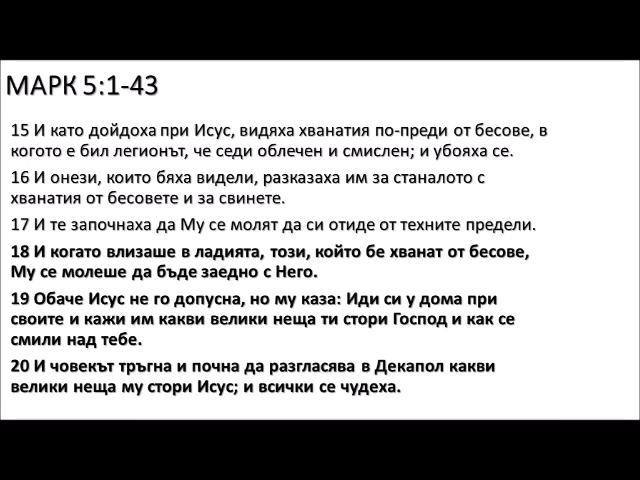 МАРК 5:1-43
15 И като дойдоха при Исус, видяха хванатия по-преди от бесове, в
когото е бил легионът, че седи облечен и смислен; и убояха се.
16 И онези, които бяха видели, разказаха им за станалото с
хванатия от бесовете и за свинете.
17 И те започнаха да Му се молят да си отиде от техните предели.
18 И когато влизаше в ладията, този, който бе хванат от бесове,
Му се молеше да бъде заедно с Него.
19 Обаче Исус не го допусна, но му каза: Иди си у дома при
своите и кажи им какви велики неща ти стори Господ и как се
смили над тебе.
20 И човекът тръгна и почна да разгласява в Декапол какви
велики неща му стори Исус; и всички се чудеха.